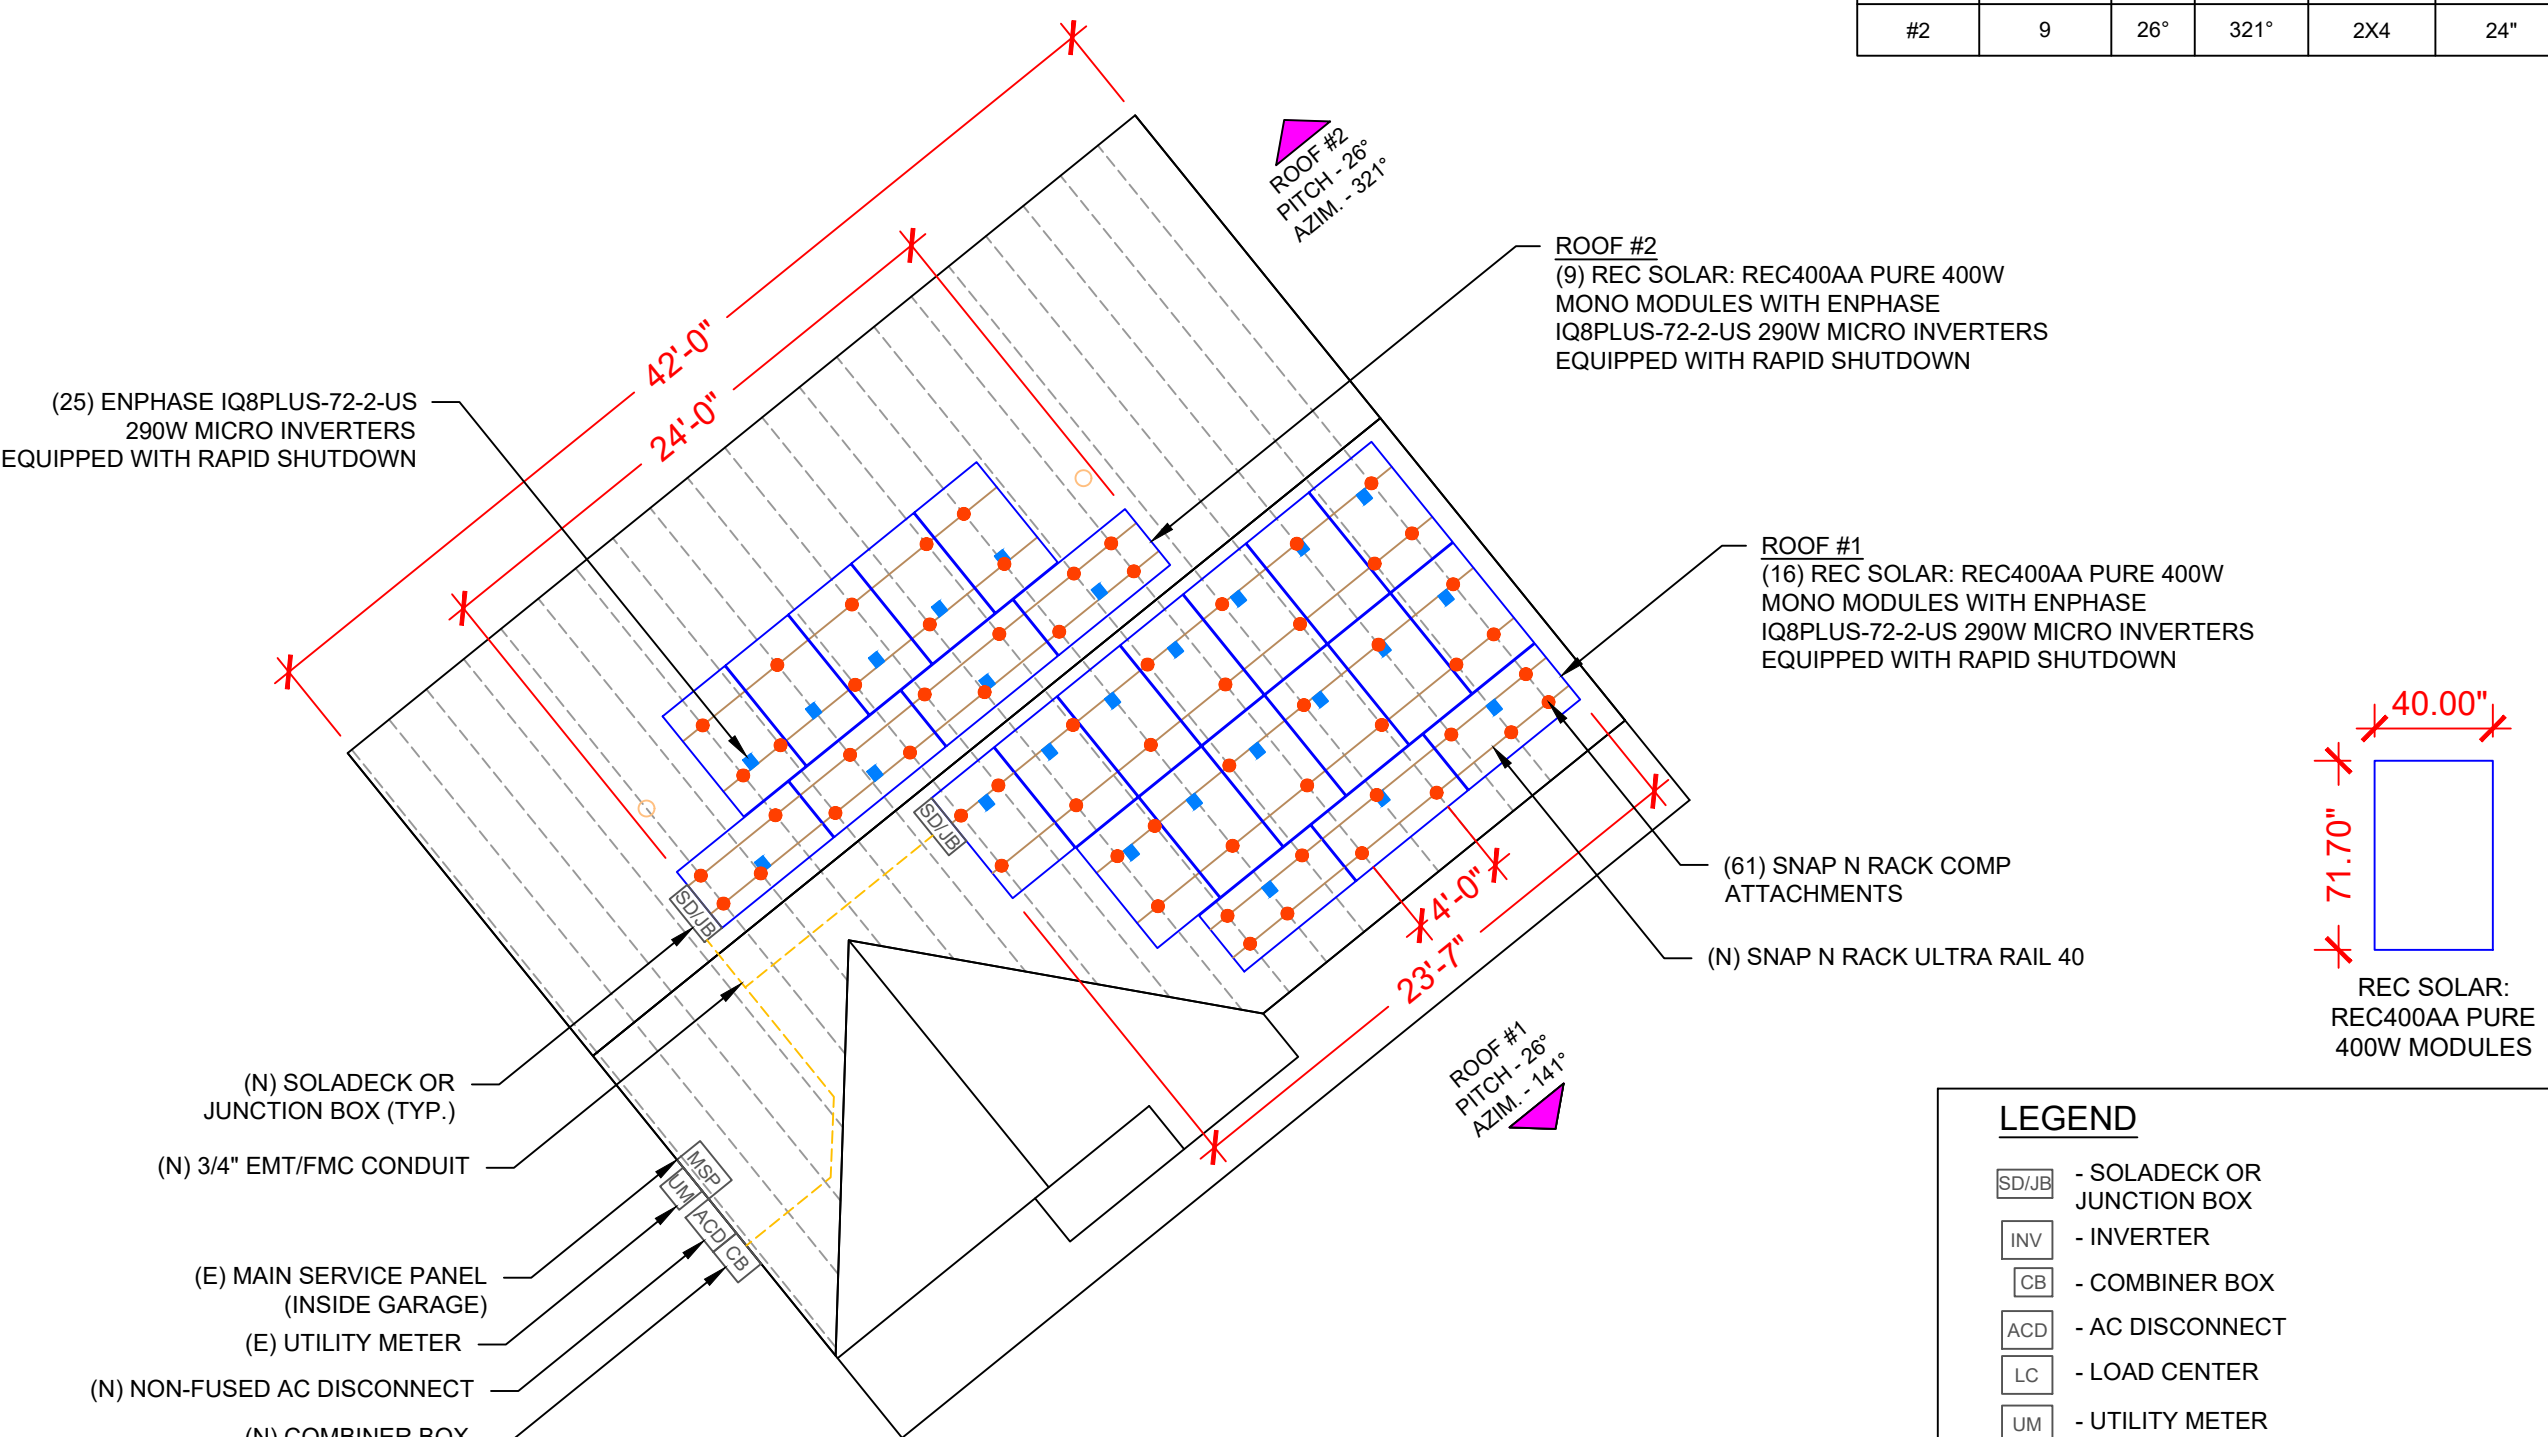 #2 9 26° 321° 2X4 24"
ROOF #2
PITCH - 26°
AZIM. - 321°
ROOF #2
(9) REC SOLAR: REC400AA PURE 400W
MONO MODULES WITH ENPHASE
IQ8PLUS-72-2-US 290W MICRO INVERTERS
EQUIPPED WITH RAPID SHUTDOWN
42'-0"
24'-0"
(25) ENPHASE IQ8PLUS-72-2-US
290W MICRO INVERTERS
EQUIPPED WITH RAPID SHUTDOWN
ROOF #1
(16) REC SOLAR: REC400AA PURE 400W
MONO MODULES WITH ENPHASE
IQ8PLUS-72-2-US 290W MICRO INVERTERS
EQUIPPED WITH RAPID SHUTDOWN
40.00"
71.70"
REC SOLAR:
REC400AA PURE
400W MODULES
SD/JB
SD/JB
(61) SNAP N RACK COMP
ATTACHMENTS
4'-0"
23'-7"
(N) SNAP N RACK ULTRA RAIL 40
ROOF #1
PITCH - 26°
AZIM. - 141°
(N) SOLADECK OR
JUNCTION BOX (TYP.)
(N) 3/4" EMT/FMC CONDUIT
MSP
UM
ACD
CB
(E) MAIN SERVICE PANEL
(INSIDE GARAGE)
(E) UTILITY METER
(N) NON-FUSED AC DISCONNECT
(N) COMBINER BOX
LEGEND
SD/JB - SOLADECK OR
JUNCTION BOX
INV - INVERTER
CB - COMBINER BOX
ACD - AC DISCONNECT
LC - LOAD CENTER
UM - UTILITY METER